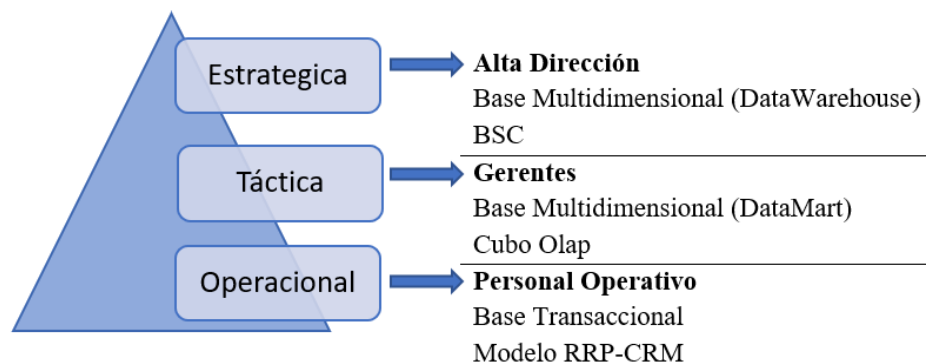 Estrategica
Alta Dirección
Base Multidimensional (DataWarehouse)
BSC
Táctica
Gerentes
Base Multidimensional (DataMart)
Cubo Olap
Operacional
Personal Operativo
Base Transaccional
Modelo RRP-CRM